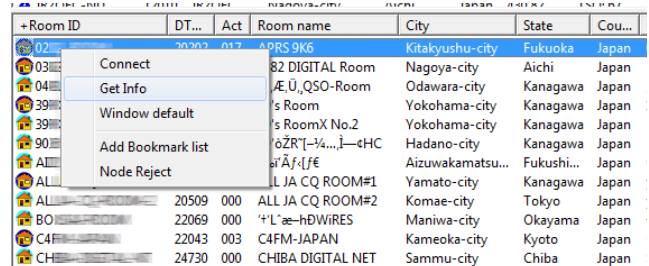 +Room ID DT... Act Room name City State Cou...
02 20202 017 APRS 9K6 Kitakyushu-city Fukuoka Japan
03 Connect 82 DIGITAL Room Nagoya-city Aichi Japan
04 Get Info Æ,Ü,,QSO-Room Odawara-city Kanagawa Japan
39 's Room Yokohama-city Kanagawa Japan
Window default
39 's RoomX No.2 Yokohama-city Kanagawa Japan
90 Add Bookmark list Hadano-city Kanagawa Japan
Node Reject Aizuwakamatsu... Fukushi... Japan
AL ALL JA CQ ROOM#1 Yamato-city Kanagawa Japan
AL 20509 000 ALL JA CQ ROOM#2 Komae-city Tokyo Japan
BO 22069 000 Maniwa-city Okayama Japan
C4F 22043 003 C4FM-JAPAN Kameoka-city Kyoto Japan
CH 24730 000 CHIBA DIGITAL NET Sammu-city Chiba Japan